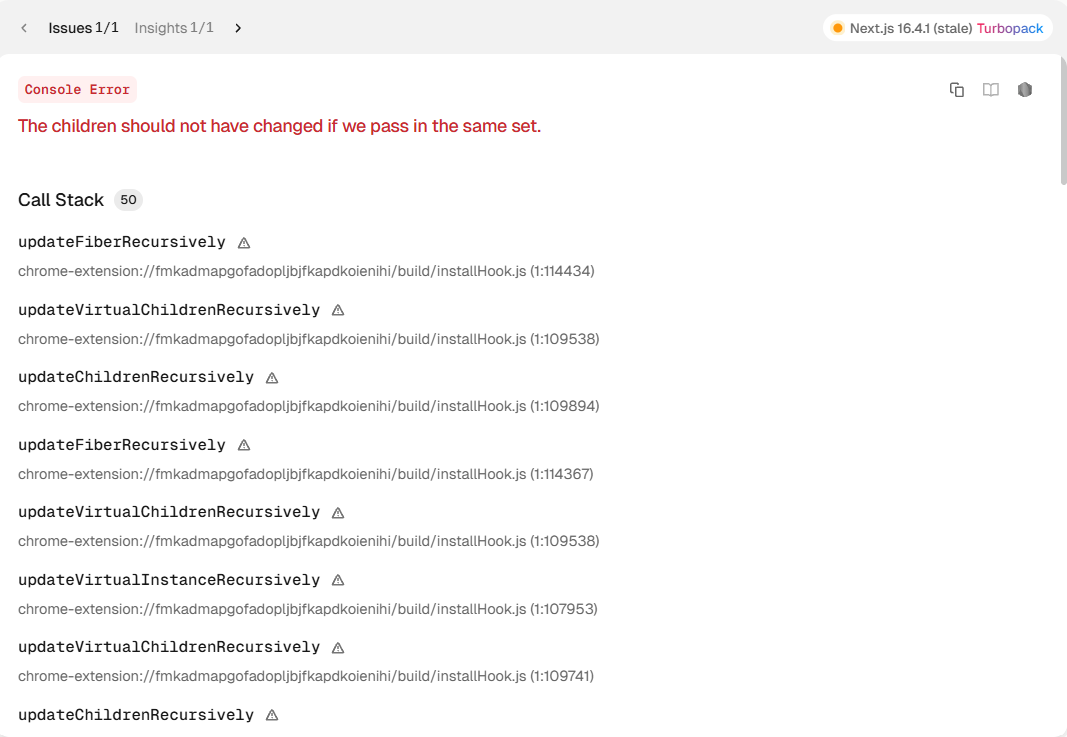 Issues 1/1 Insights 1/1 Next.js 16.4.1 (stale) Turbopack
Console Error
The children should not have changed if we pass in the same set.
Call Stack 50
updateFiberRecursively
chrome-extension://fmkadmapgofadopljbjfkapdkoienihi/build/installHook.js (1:114434)
updateVirtualChildrenRecursively
chrome-extension://fmkadmapgofadopljbjfkapdkoienihi/build/installHook.js (1:109538)
updateChildrenRecursively
chrome-extension://fmkadmapgofadopljbjfkapdkoienihi/build/installHook.js (1:109894)
updateFiberRecursively
chrome-extension://fmkadmapgofadopljbjfkapdkoienihi/build/installHook.js (1:114367)
updateVirtualChildrenRecursively
chrome-extension://fmkadmapgofadopljbjfkapdkoienihi/build/installHook.js (1:109538)
updateVirtualInstanceRecursively
chrome-extension://fmkadmapgofadopljbjfkapdkoienihi/build/installHook.js (1:107953)
updateVirtualChildrenRecursively
chrome-extension://fmkadmapgofadopljbjfkapdkoienihi/build/installHook.js (1:109741)
updateChildrenRecursively